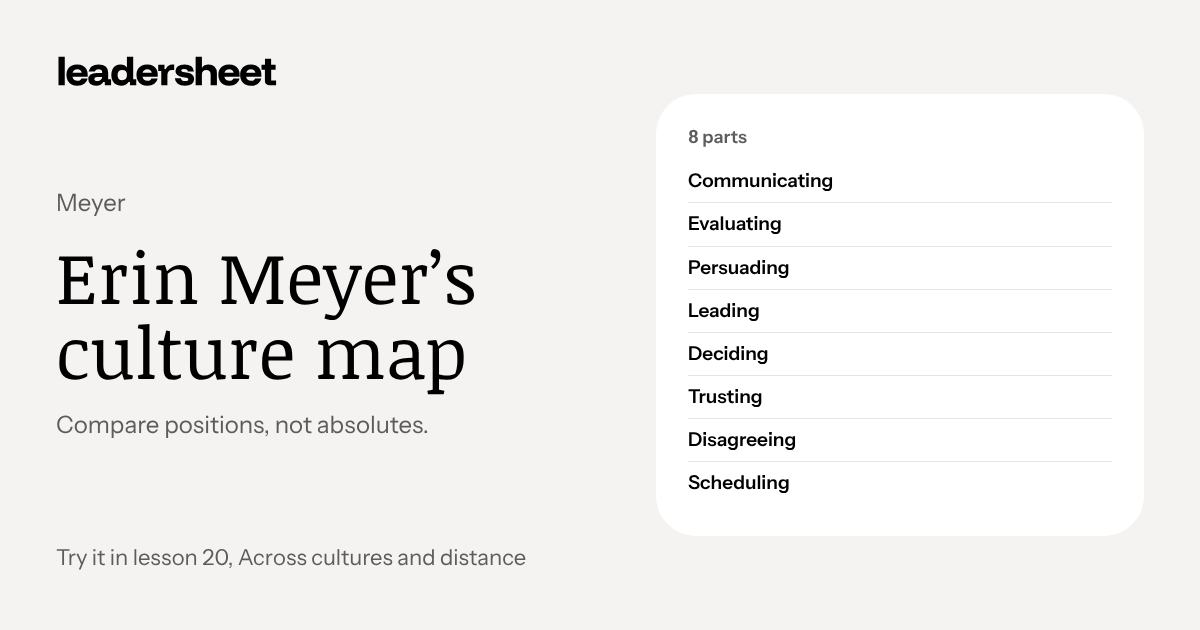 leadersheet
Meyer
Erin Meyer’s
culture map
Compare positions, not absolutes.
Try it in lesson 20, Across cultures and distance
8 parts
Communicating
Evaluating
Persuading
Leading
Deciding
Trusting
Disagreeing
Scheduling